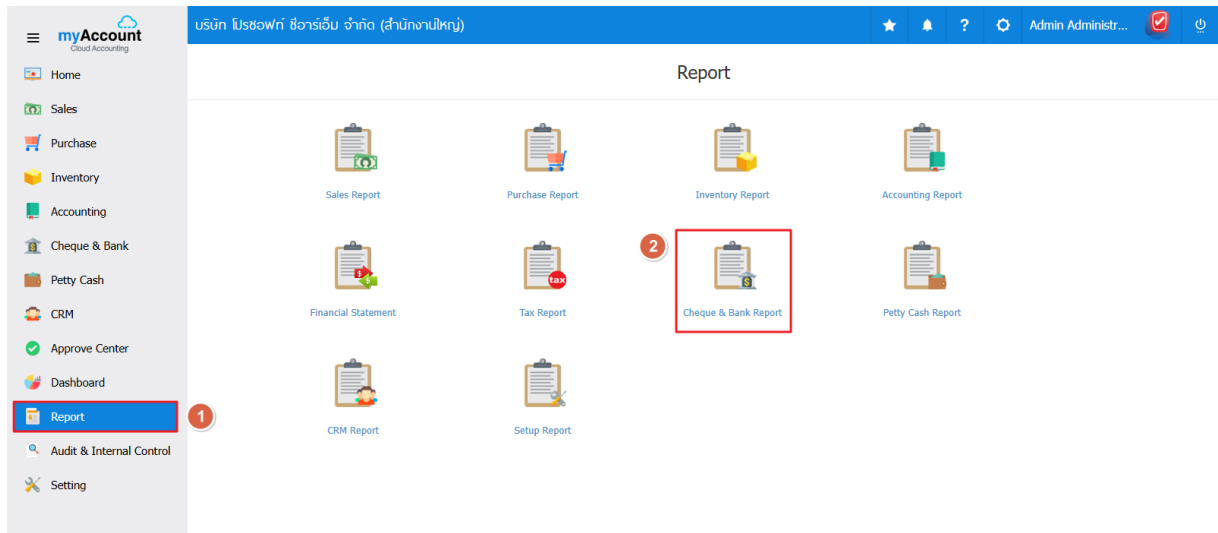 myAccount
Cloud Accounting
บริษัท โปรซอฟท์ ซีอาร์เอ็ม จำกัด (สำนักงานใหญ่)
?
Admin Administr...
Home
Sales
Purchase
Inventory
Accounting
Cheque & Bank
Petty Cash
CRM
Approve Center
Dashboard
Report
1
Audit & Internal Control
Setting
Report
Sales Report
Purchase Report
Inventory Report
Accounting Report
2
$
$
tax
$
Financial Statement
Tax Report
Cheque & Bank Report
Petty Cash Report
CRM Report
Setup Report